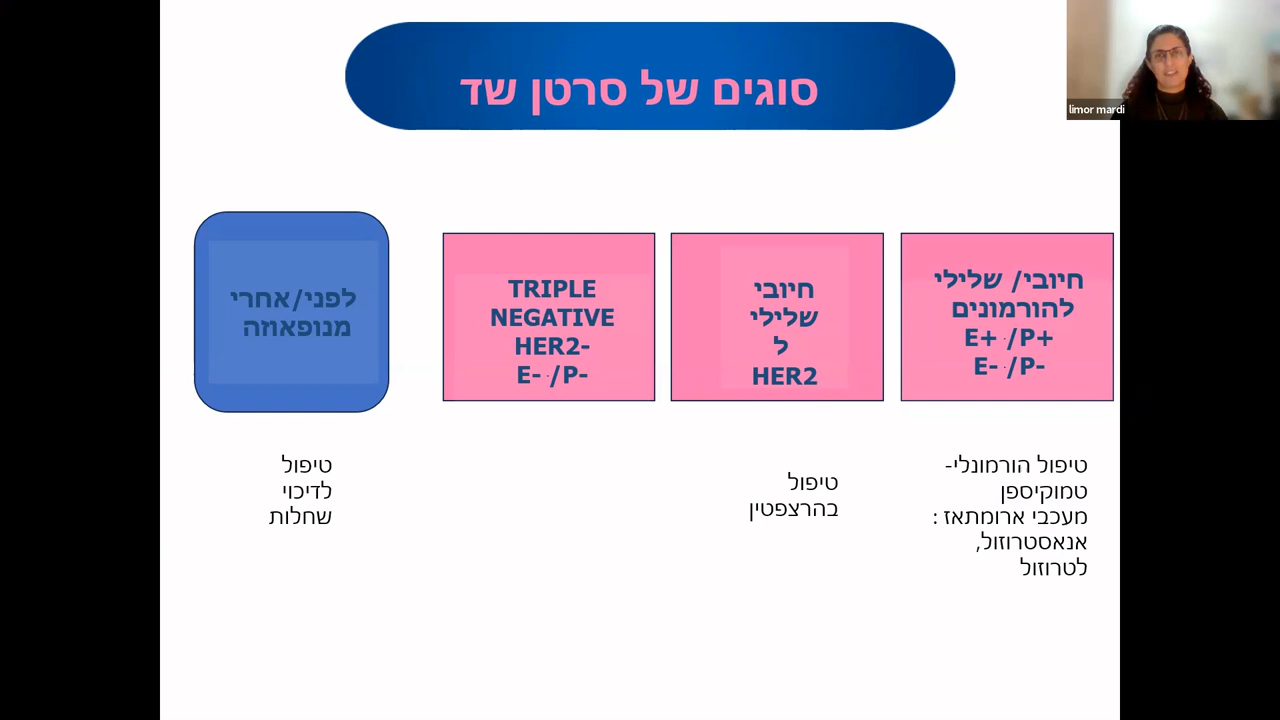 סוגים של סרטן שד
limor mardi
חיובי/ שלילי
להורמונים
E+ /P+
E- /P-
חיובי
שלילי
ל
HER2
TRIPLE
NEGATIVE
HER2-
E- /P-
לפני/אחרי
מנופאוזה
טיפול הורמונלי-
טמוקיספן
מעכבי ארומתאז :
אנאסטרוזול,
לטרוזול
טיפול
בהרצפטין
טיפול
לדיכוי
שחלות